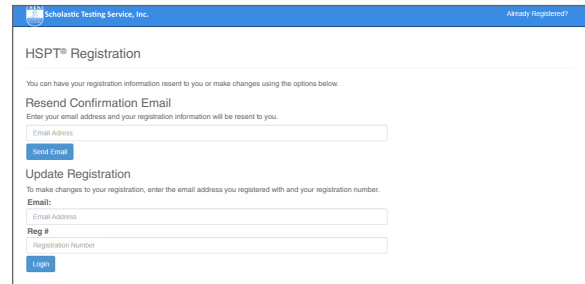 Scholastic Testing Service, Inc.
Already Registered?
HSPT® Registration
You can have your registration information resent to you or make changes using the options below.
Resend Confirmation Email
Enter your email address and your registration information will be resent to you.
Email Adress
Send Email
Update Registration
To make changes to your registration, enter the email address you registered with and your registration number.
Email:
Email Address
Reg #
Registration Number
Login